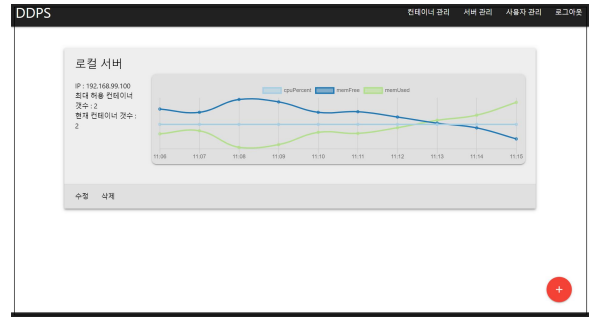 DDPS
컨테이너 관리 서버 관리 사용자 관리 로그아웃
로컬 서버
IP : 192.168.99.100
최대 허용 컨테이너
갯수 : 2
현재 컨테이너 갯수 :
2
cpuPercent memFree memUsed
11:06 11:07 11:08 11:09 11:10 11:11 11:12 11:13 11:14 11:15
수정 삭제
+